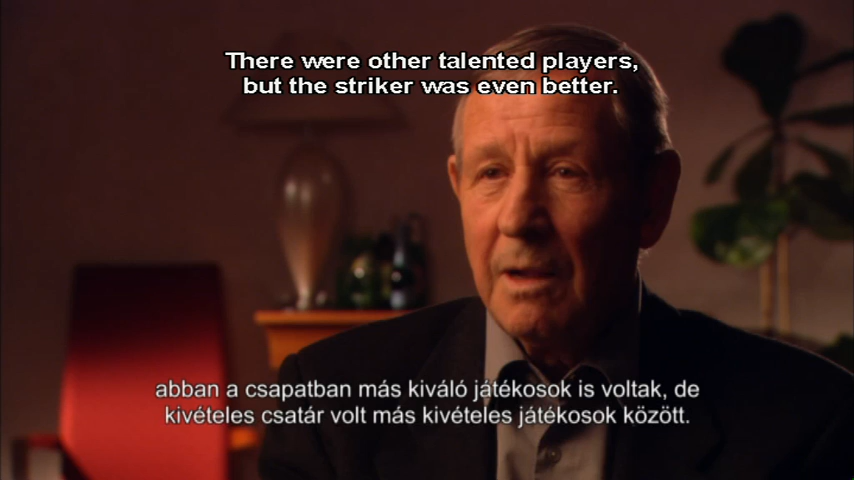 There were other talented players,
but the striker was even better.
abban a csapatban más kiváló játékosok is voltak, de
kivételes csatár volt más kivételes játékosok között.